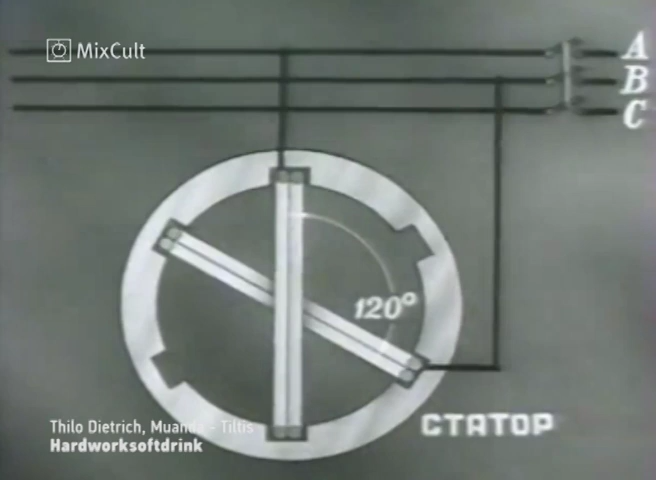 MixCult
A
B
C
120°
СТАТОР
Thilo Dietrich, Muanda - Tiltis
Hardworksoftdrink